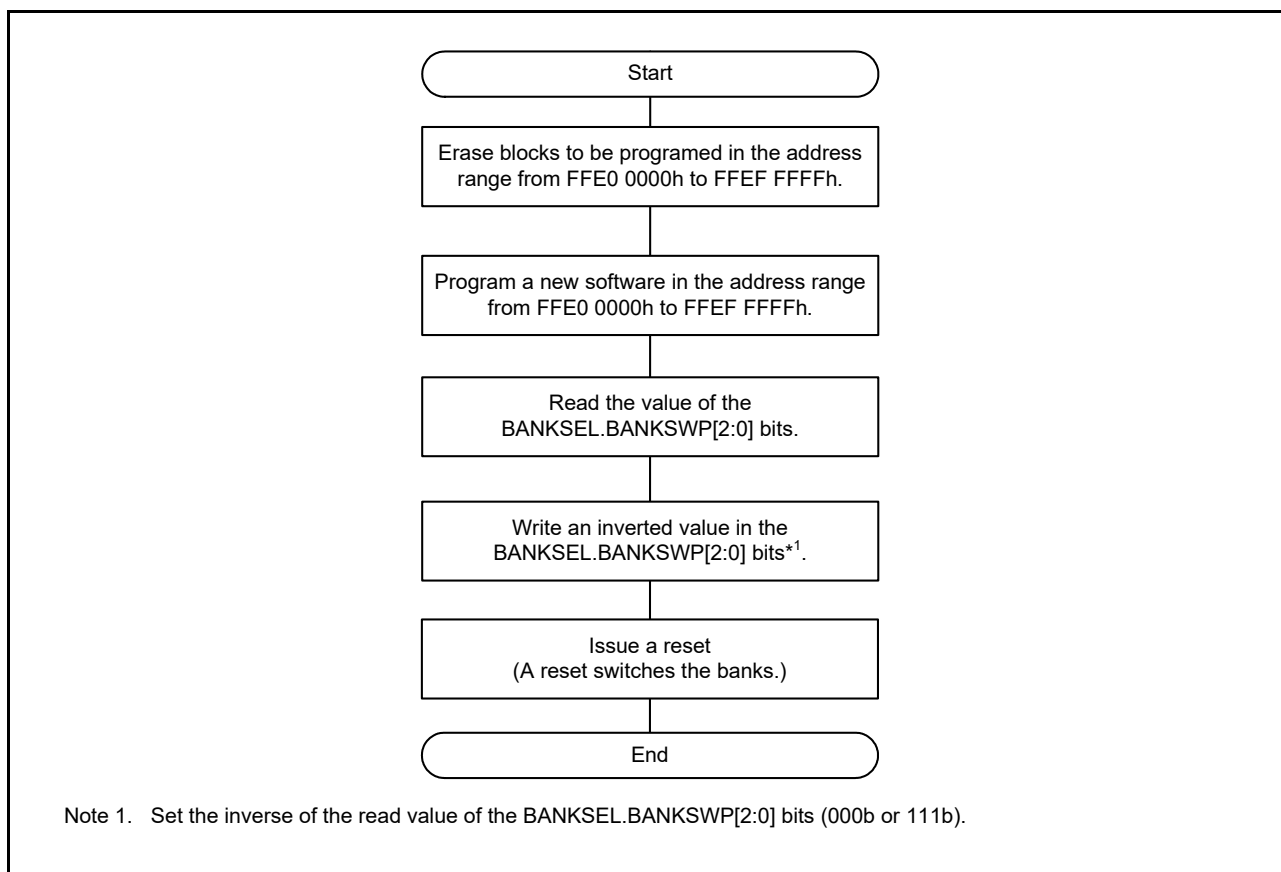 Start
Erase blocks to be programed in the address
range from FFE0 0000h to FFEF FFFFh.
Program a new software in the address range
from FFE0 0000h to FFEF FFFFh.
Read the value of the
BANKSEL.BANKSWP[2:0] bits.
Write an inverted value in the
BANKSEL.BANKSWP[2:0] bits*1.
Issue a reset
(A reset switches the banks.)
End
Note 1. Set the inverse of the read value of the BANKSEL.BANKSWP[2:0] bits (000b or 111b).